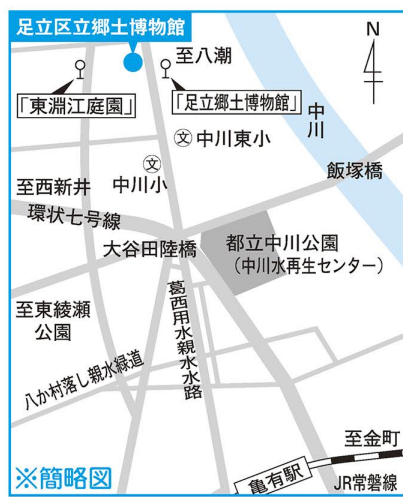 足立区立郷土博物館
N
至八潮
「東淵江庭園」
「足立郷土博物館」
中川
文 中川東小
文
中川小
飯塚橋
至西新井
環状七号線
大谷田陸橋
都立中川公園
（中川水再生センター）
葛西用水親水水路
至東綾瀬
公園
八か村落し親水緑道
至金町
亀有駅
JR常磐線
※簡略図